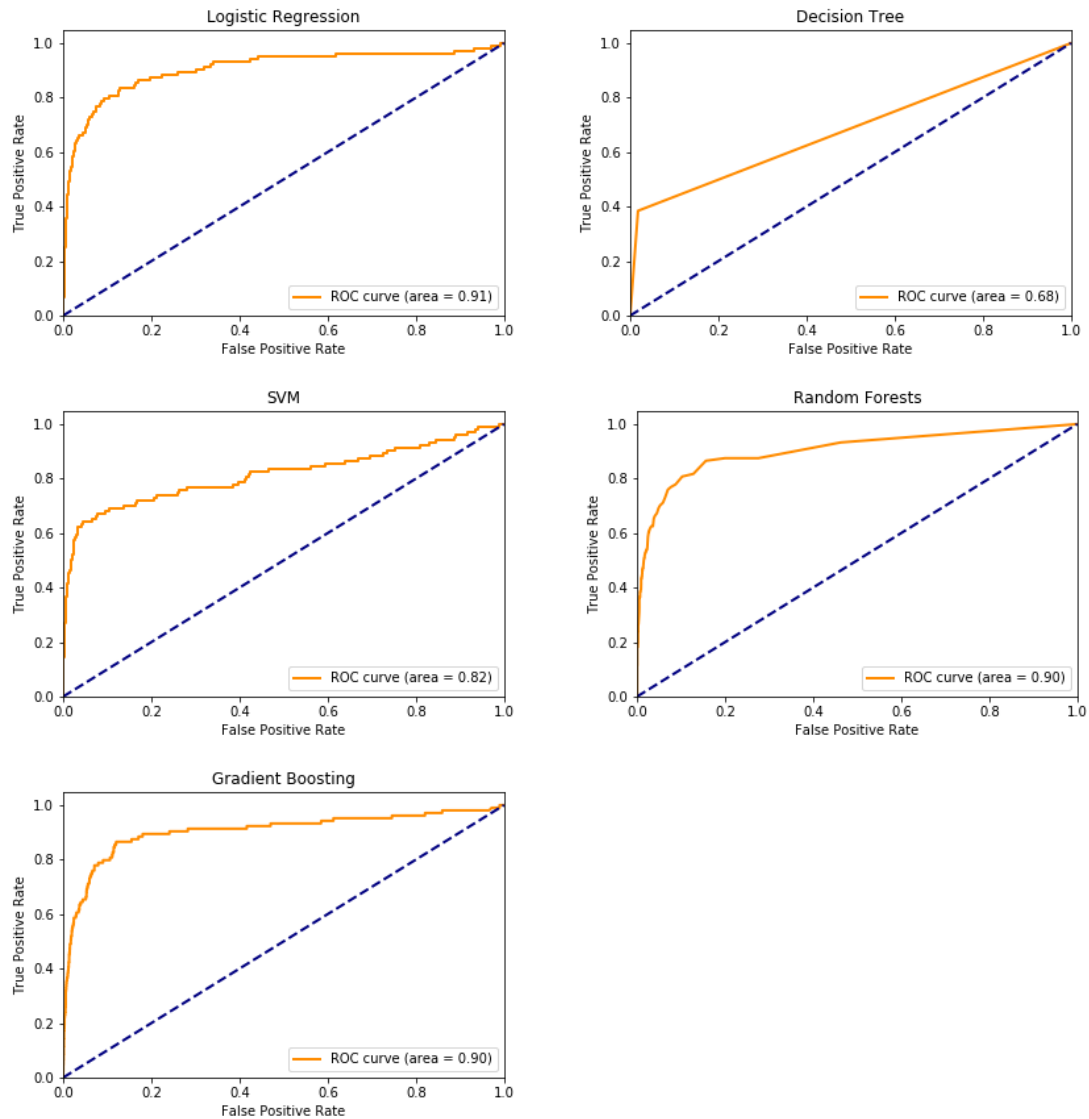 Logistic Regression
1.0
0.8
0.6
0.4
0.2
0.0
True Positive Rate
ROC curve (area = 0.91)
0.0 0.2 0.4 0.6 0.8 1.0
False Positive Rate
Decision Tree
1.0
0.8
0.6
0.4
0.2
0.0
True Positive Rate
ROC curve (area = 0.68)
0.0 0.2 0.4 0.6 0.8 1.0
False Positive Rate
SVM
1.0
0.8
0.6
0.4
0.2
0.0
True Positive Rate
ROC curve (area = 0.82)
0.0 0.2 0.4 0.6 0.8 1.0
False Positive Rate
Random Forests
1.0
0.8
0.6
0.4
0.2
0.0
True Positive Rate
ROC curve (area = 0.90)
0.0 0.2 0.4 0.6 0.8 1.0
False Positive Rate
Gradient Boosting
1.0
0.8
0.6
0.4
0.2
0.0
True Positive Rate
ROC curve (area = 0.90)
0.0 0.2 0.4 0.6 0.8 1.0
False Positive Rate